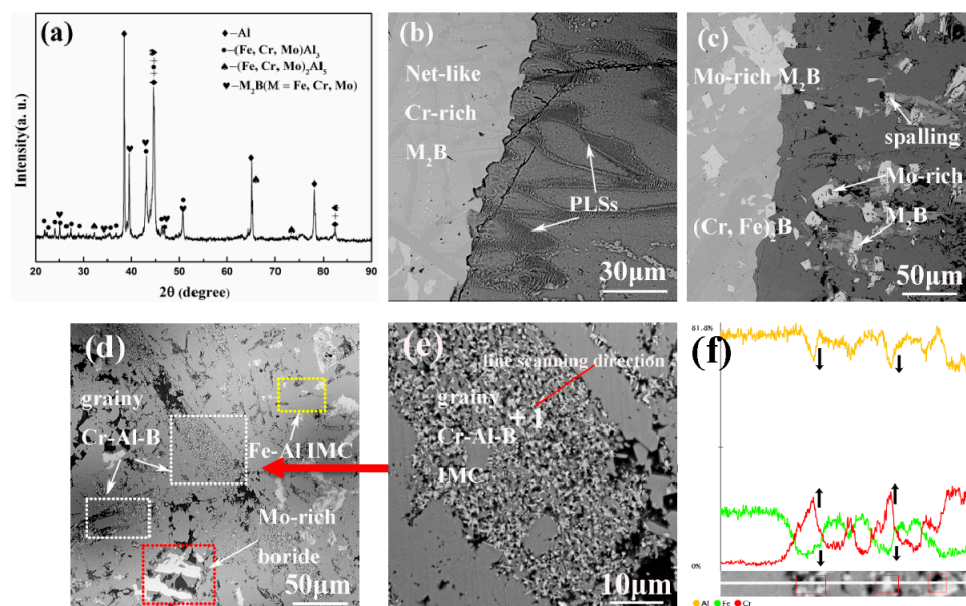 (a)
♦–Al
●–(Fe, Cr, Mo)Al₃
♠–(Fe, Cr, Mo)₂Al₅
♥–M₂B(M = Fe, Cr, Mo)
Intensity(a. u.)
20 30 40 50 60 70 80 90
2θ (degree)
(b)
Net-like
Cr-rich
M₂B
PLSs
30μm
(c)
Mo-rich M₂B
spalling
Mo-rich
M₂B
(Cr, Fe)₂B
50μm
(d)
grainy
Cr-Al-B
Fe-Al IMC
Mo-rich
boride
50μm
(e)
line scanning direction
grainy
+1
Cr-Al-B
IMC
10μm
81.8%
(f)
0%
Al Fe Cr